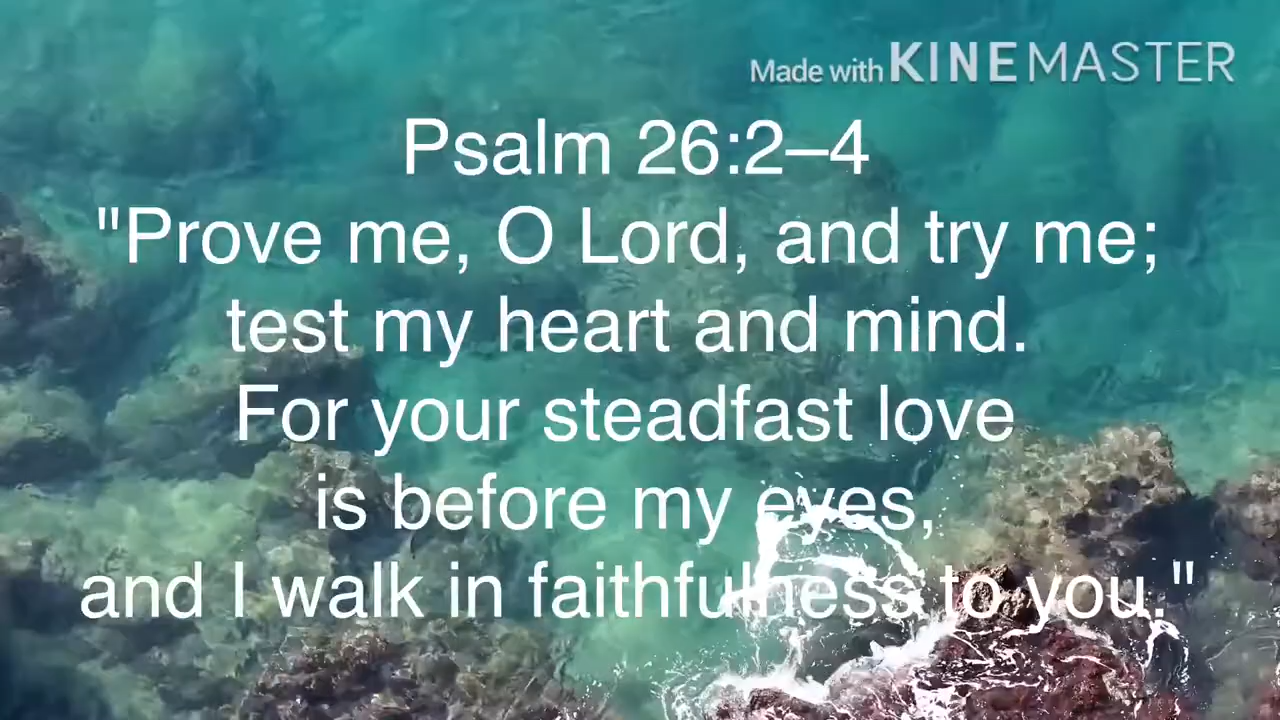 Made with KINEMASTER
Psalm 26:2–4
"Prove me, O Lord, and try me;
test my heart and mind.
For your steadfast love
is before my eyes,
and I walk in faithfulness to you."